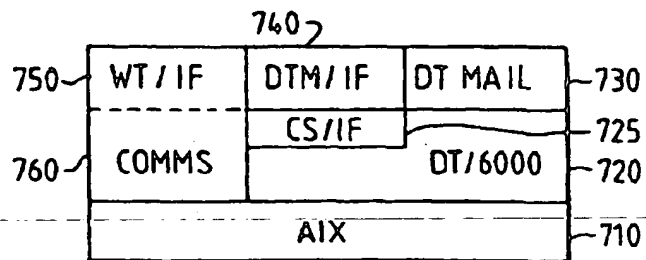 740
750 WT/IF DTM/IF DT MAIL 730
CS/IF 725
760 COMMS DT/6000 720
AIX 710